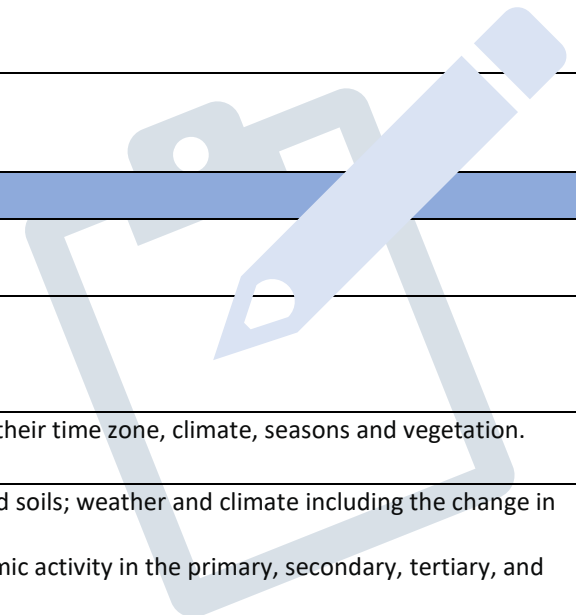 their time zone, climate, seasons and vegetation.
d soils; weather and climate including the change in
mic activity in the primary, secondary, tertiary, and